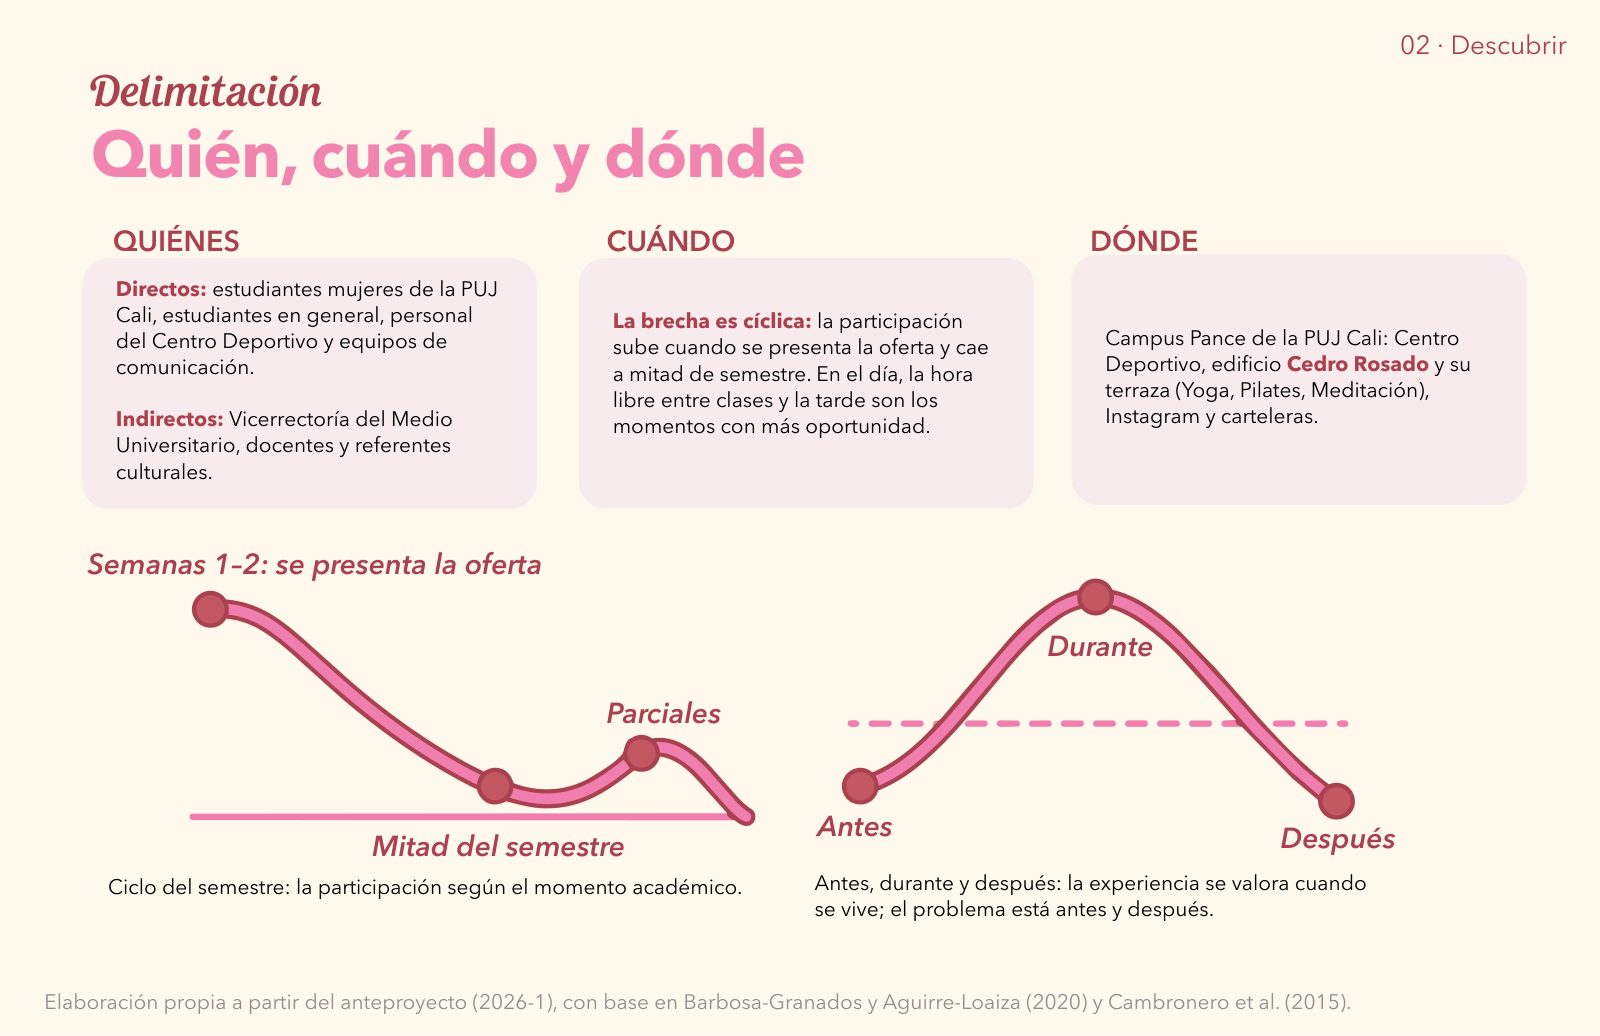 02 · Descubrir
Delimitación
Quién, cuándo y dónde
QUIÉNES
Directos: estudiantes mujeres de la PUJ
Cali, estudiantes en general, personal
del Centro Deportivo y equipos de
comunicación.
Indirectos: Vicerrectoría del Medio
Universitario, docentes y referentes
culturales.
CUÁNDO
La brecha es cíclica: la participación
sube cuando se presenta la oferta y cae
a mitad de semestre. En el día, la hora
libre entre clases y la tarde son los
momentos con más oportunidad.
DÓNDE
Campus Pance de la PUJ Cali: Centro
Deportivo, edificio Cedro Rosado y su
terraza (Yoga, Pilates, Meditación),
Instagram y carteleras.
Semanas 1–2: se presenta la oferta
Parciales
Mitad del semestre
Ciclo del semestre: la participación según el momento académico.
Durante
Antes
Después
Antes, durante y después: la experiencia se valora cuando
se vive; el problema está antes y después.
Elaboración propia a partir del anteproyecto (2026-1), con base en Barbosa-Granados y Aguirre-Loaiza (2020) y Cambronero et al. (2015).